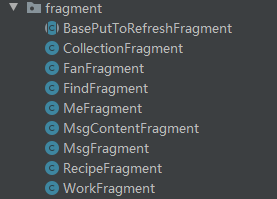 fragment
BasePutToRefreshFragment
CollectionFragment
FanFragment
FindFragment
MeFragment
MsgContentFragment
MsgFragment
RecipeFragment
WorkFragment